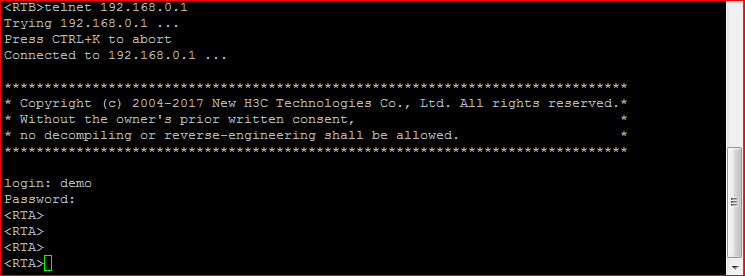 <RTB>telnet 192.168.0.1
Trying 192.168.0.1 ...
Press CTRL+K to abort
Connected to 192.168.0.1 ...
******************************************************************************
* Copyright (c) 2004-2017 New H3C Technologies Co., Ltd. All rights reserved.*
* Without the owner's prior written consent,                                 *
* no decompiling or reverse-engineering shall be allowed.                    *
******************************************************************************
login: demo
Password:
<RTA>
<RTA>
<RTA>
<RTA>